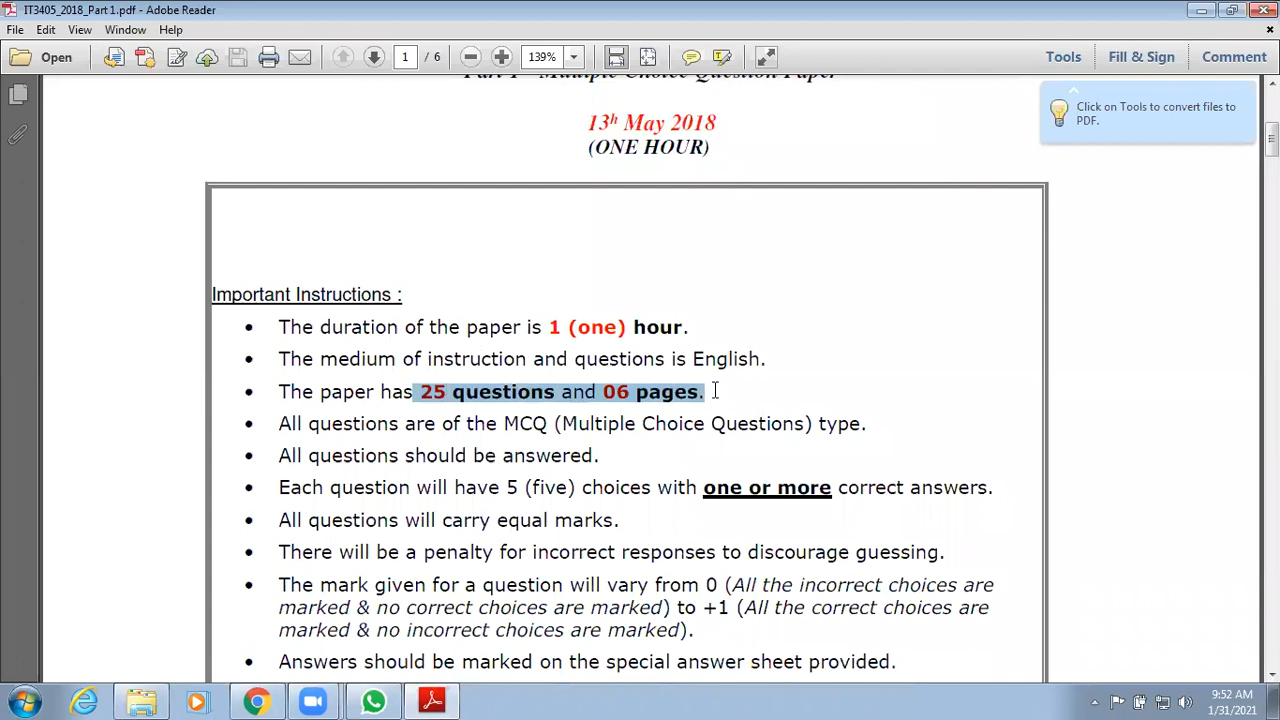 IT3405_2018_Part 1.pdf - Adobe Reader
File Edit View Window Help
Open 1 / 6 139% Tools Fill & Sign Comment
Part 1 - Multiple Choice Question Paper
Click on Tools to convert files to
PDF.
13h May 2018
(ONE HOUR)
Important Instructions :
• The duration of the paper is 1 (one) hour.
• The medium of instruction and questions is English.
• The paper has 25 questions and 06 pages.
• All questions are of the MCQ (Multiple Choice Questions) type.
• All questions should be answered.
• Each question will have 5 (five) choices with one or more correct answers.
• All questions will carry equal marks.
• There will be a penalty for incorrect responses to discourage guessing.
• The mark given for a question will vary from 0 (All the incorrect choices are
marked & no correct choices are marked) to +1 (All the correct choices are
marked & no incorrect choices are marked).
• Answers should be marked on the special answer sheet provided.
9:52 AM
1/31/2021